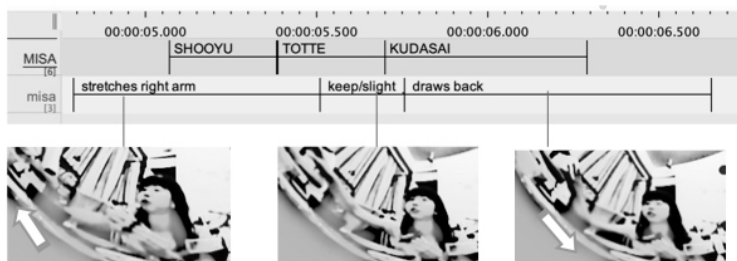 00:00:05.000 00:00:05.500 00:00:06.000 00:00:06.500
MISA SHOOYU TOTTE KUDASAI
[6]
misa stretches right arm keep/slight draws back
[3]